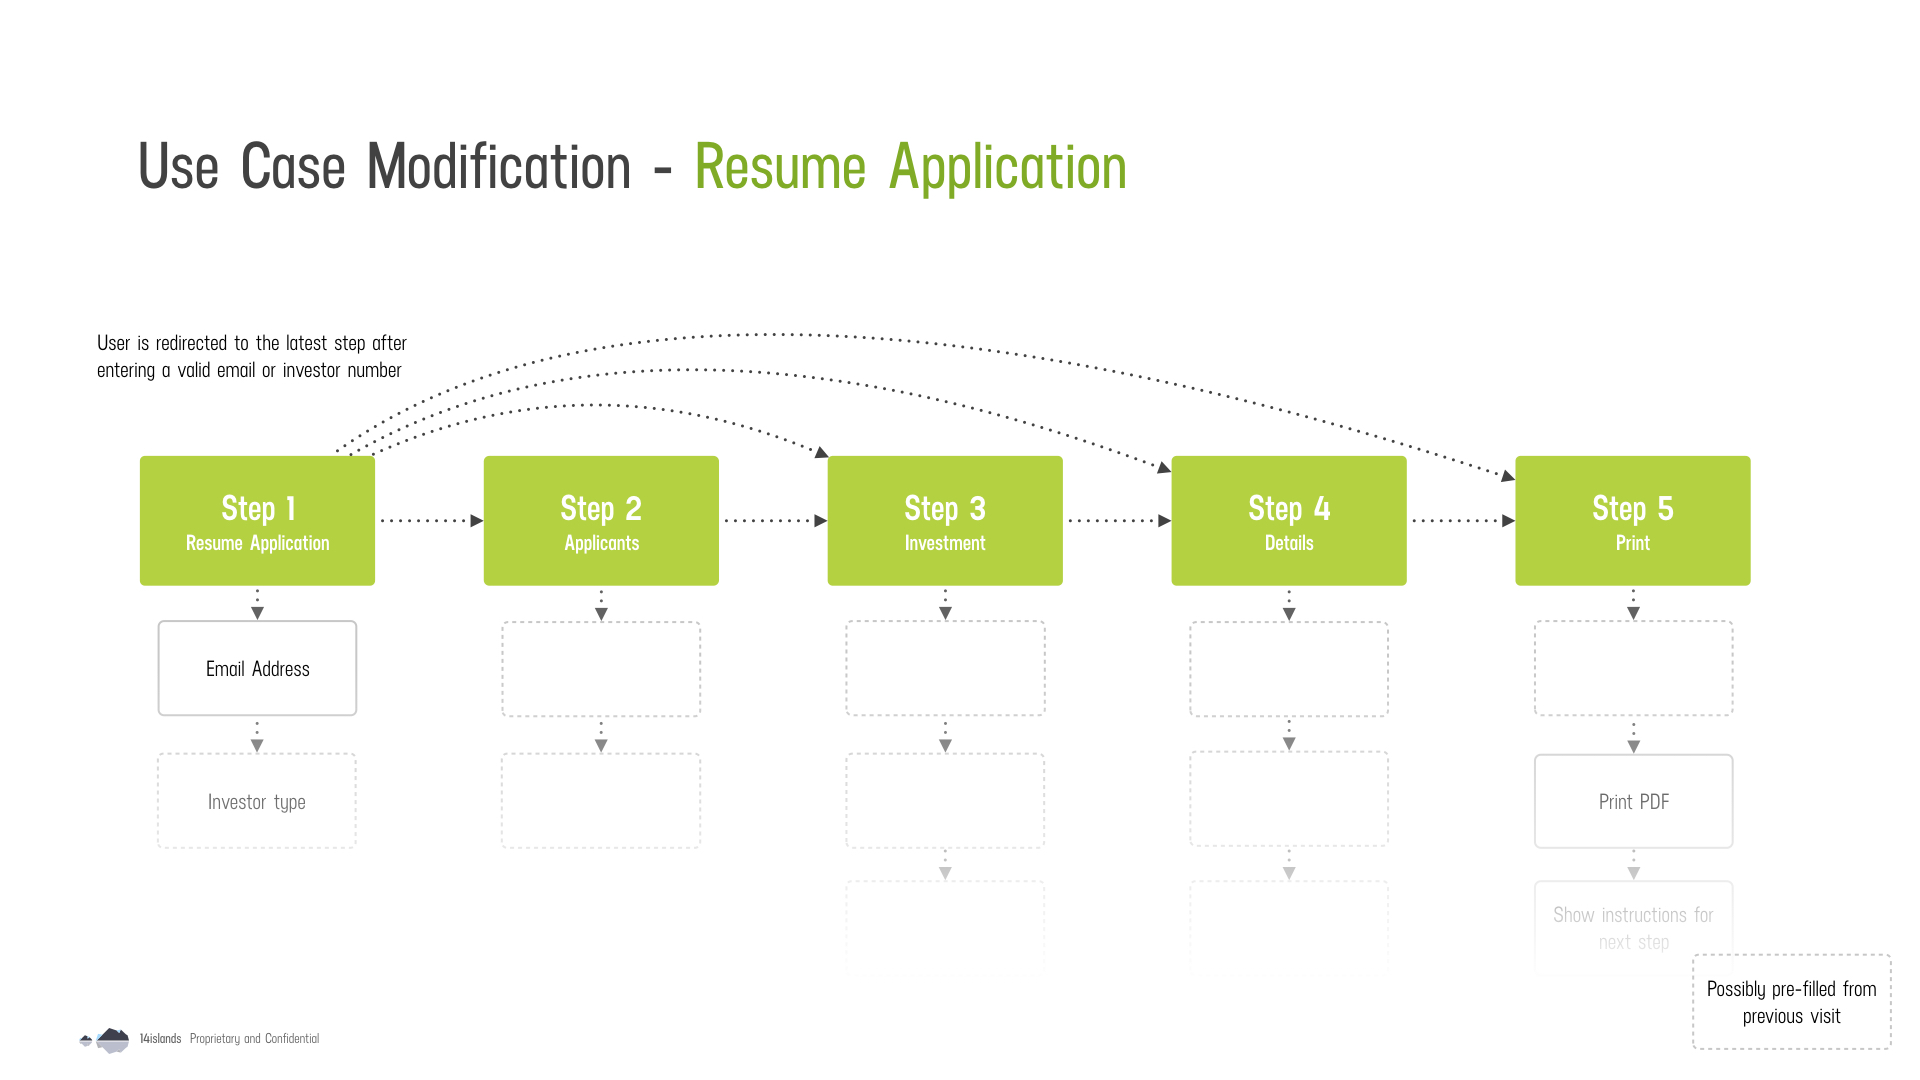 Use Case Modification - Resume Application
User is redirected to the latest step after
entering a valid email or investor number
Step 1
Resume Application
Step 2
Applicants
Step 3
Investment
Step 4
Details
Step 5
Print
Email Address
Investor type
Print PDF
Show instructions for
next step
Possibly pre-filled from
previous visit
14islands Proprietary and Confidential